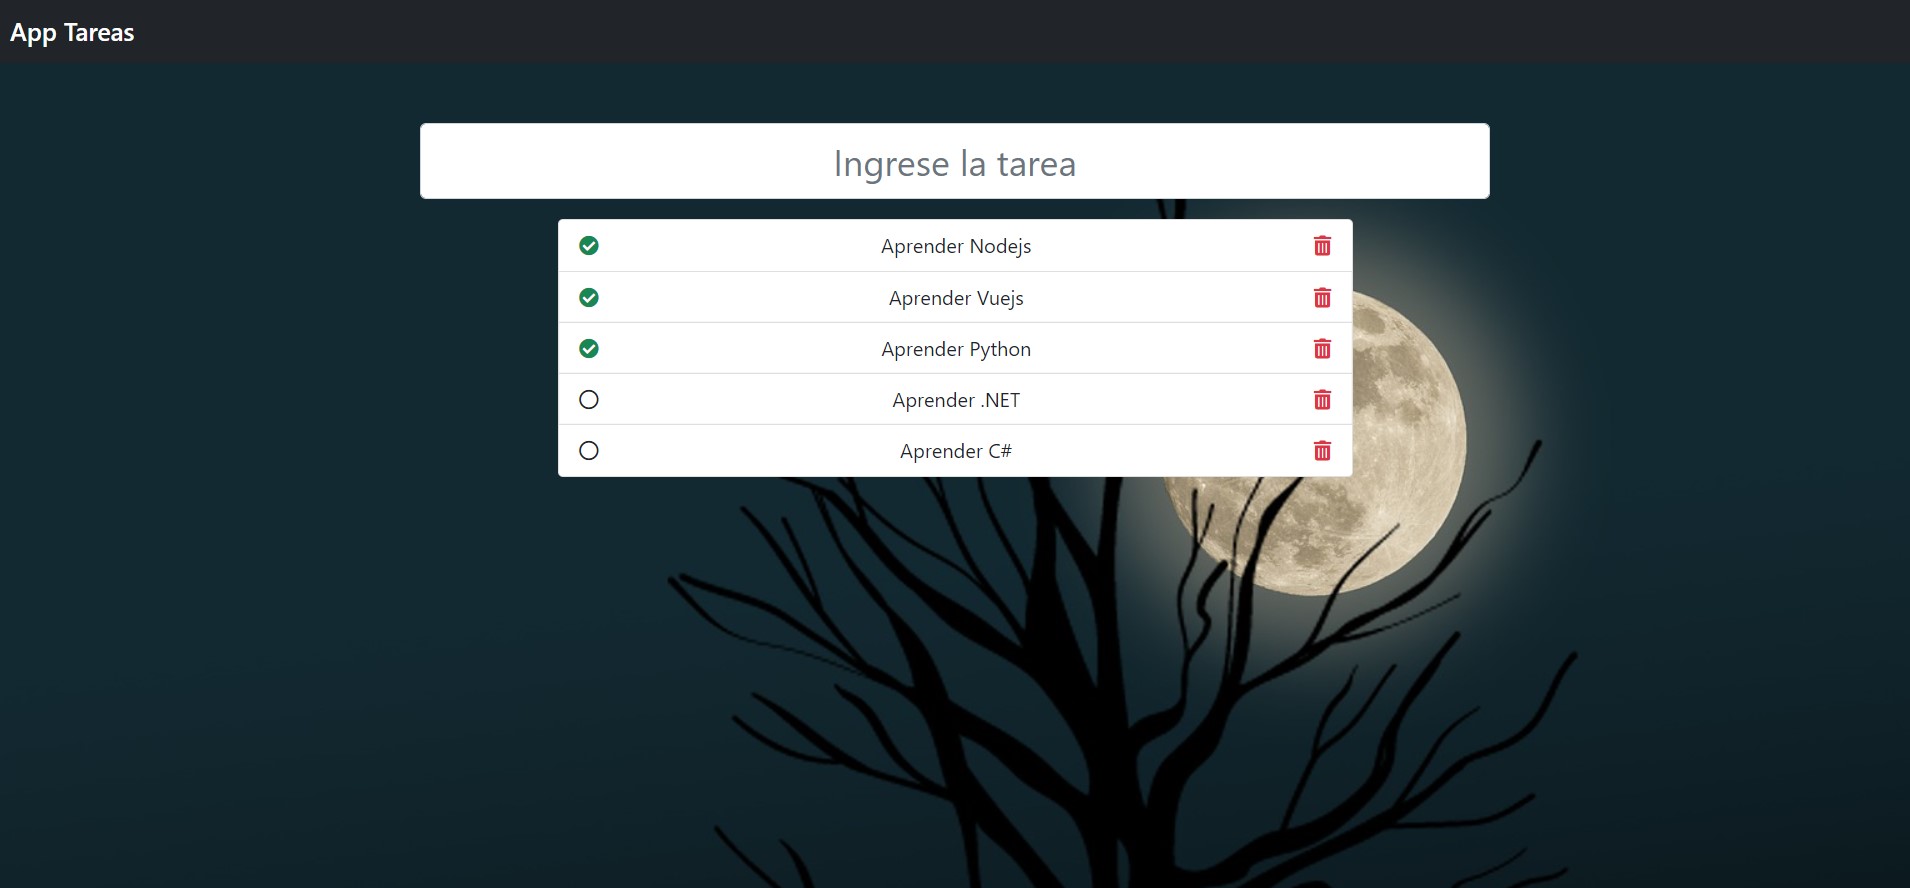 App Tareas
Ingrese la tarea
Aprender Nodejs
Aprender Vuejs
Aprender Python
Aprender .NET
Aprender C#